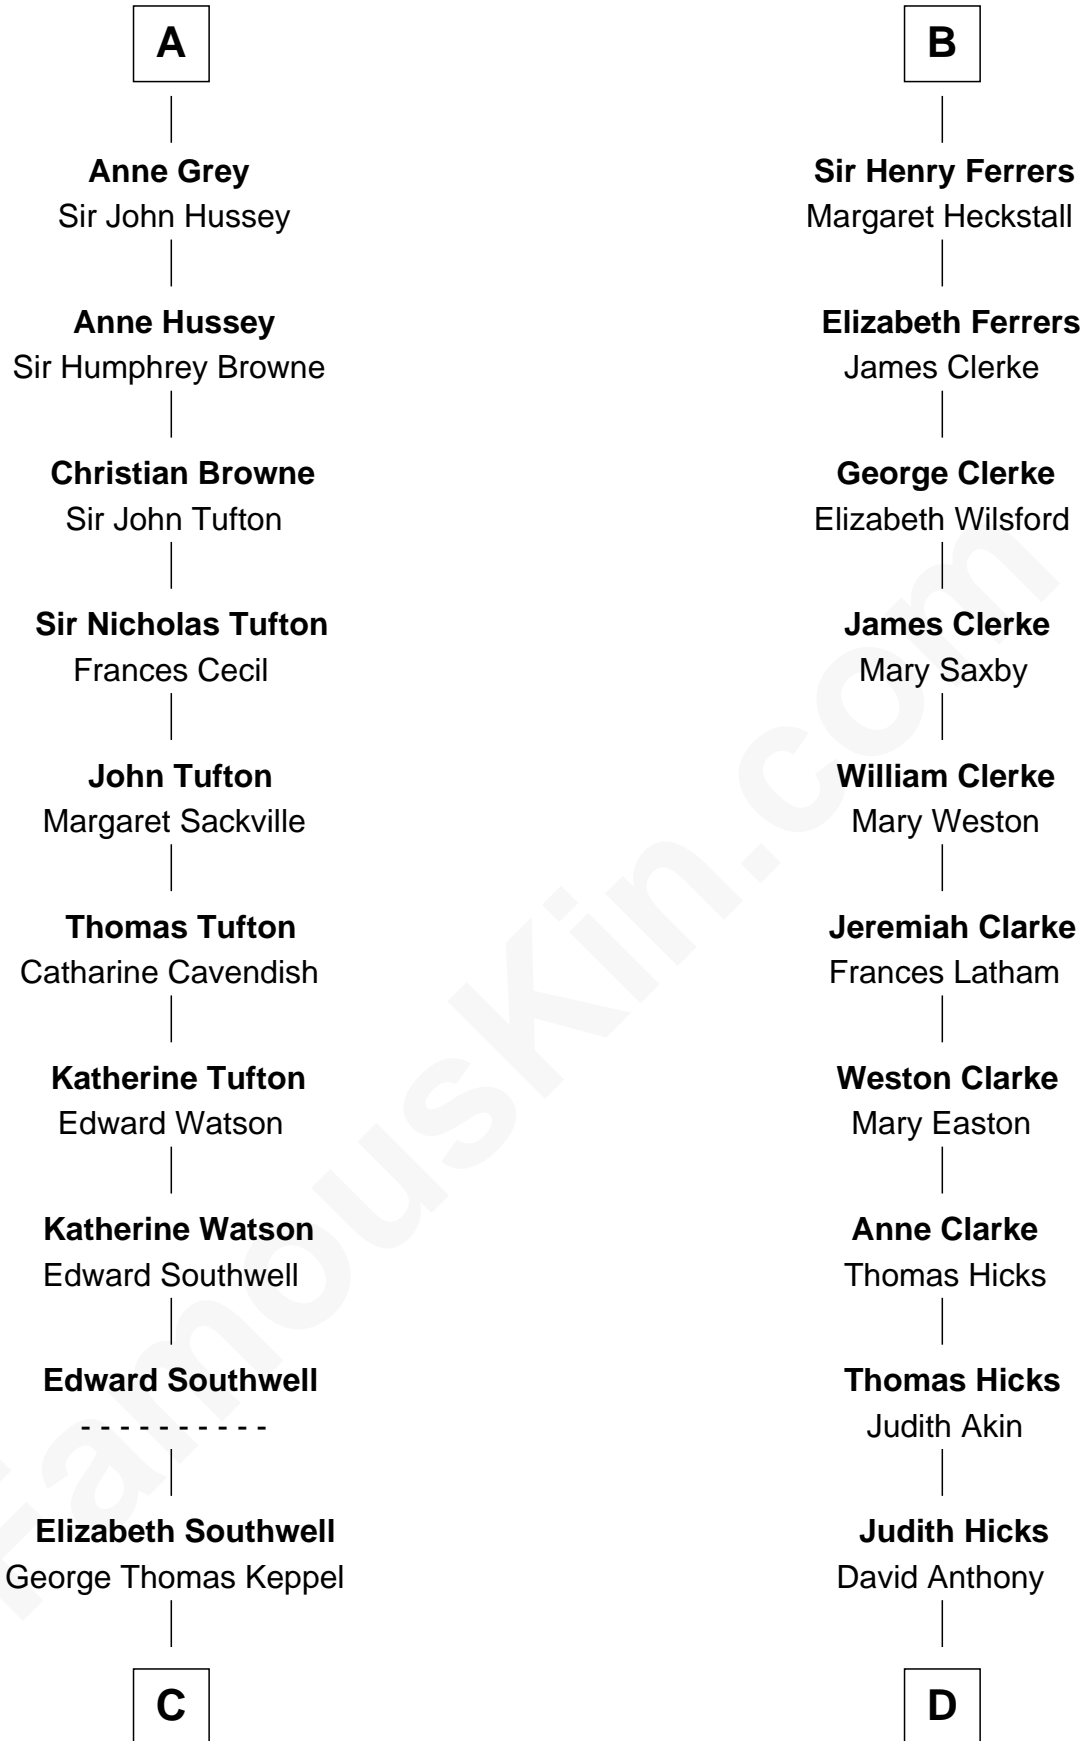 A
Anne Grey
Sir John Hussey
Anne Hussey
Sir Humphrey Browne
Christian Browne
Sir John Tufton
Sir Nicholas Tufton
Frances Cecil
John Tufton
Margaret Sackville
Thomas Tufton
Catharine Cavendish
Katherine Tufton
Edward Watson
Katherine Watson
Edward Southwell
Edward Southwell
- - - - - - - - - -
Elizabeth Southwell
George Thomas Keppel
C
B
Sir Henry Ferrers
Margaret Heckstall
Elizabeth Ferrers
James Clerke
George Clerke
Elizabeth Wilsford
James Clerke
Mary Saxby
William Clerke
Mary Weston
Jeremiah Clarke
Frances Latham
Weston Clarke
Mary Easton
Anne Clarke
Thomas Hicks
Thomas Hicks
Judith Akin
Judith Hicks
David Anthony
D
FamousKin.com